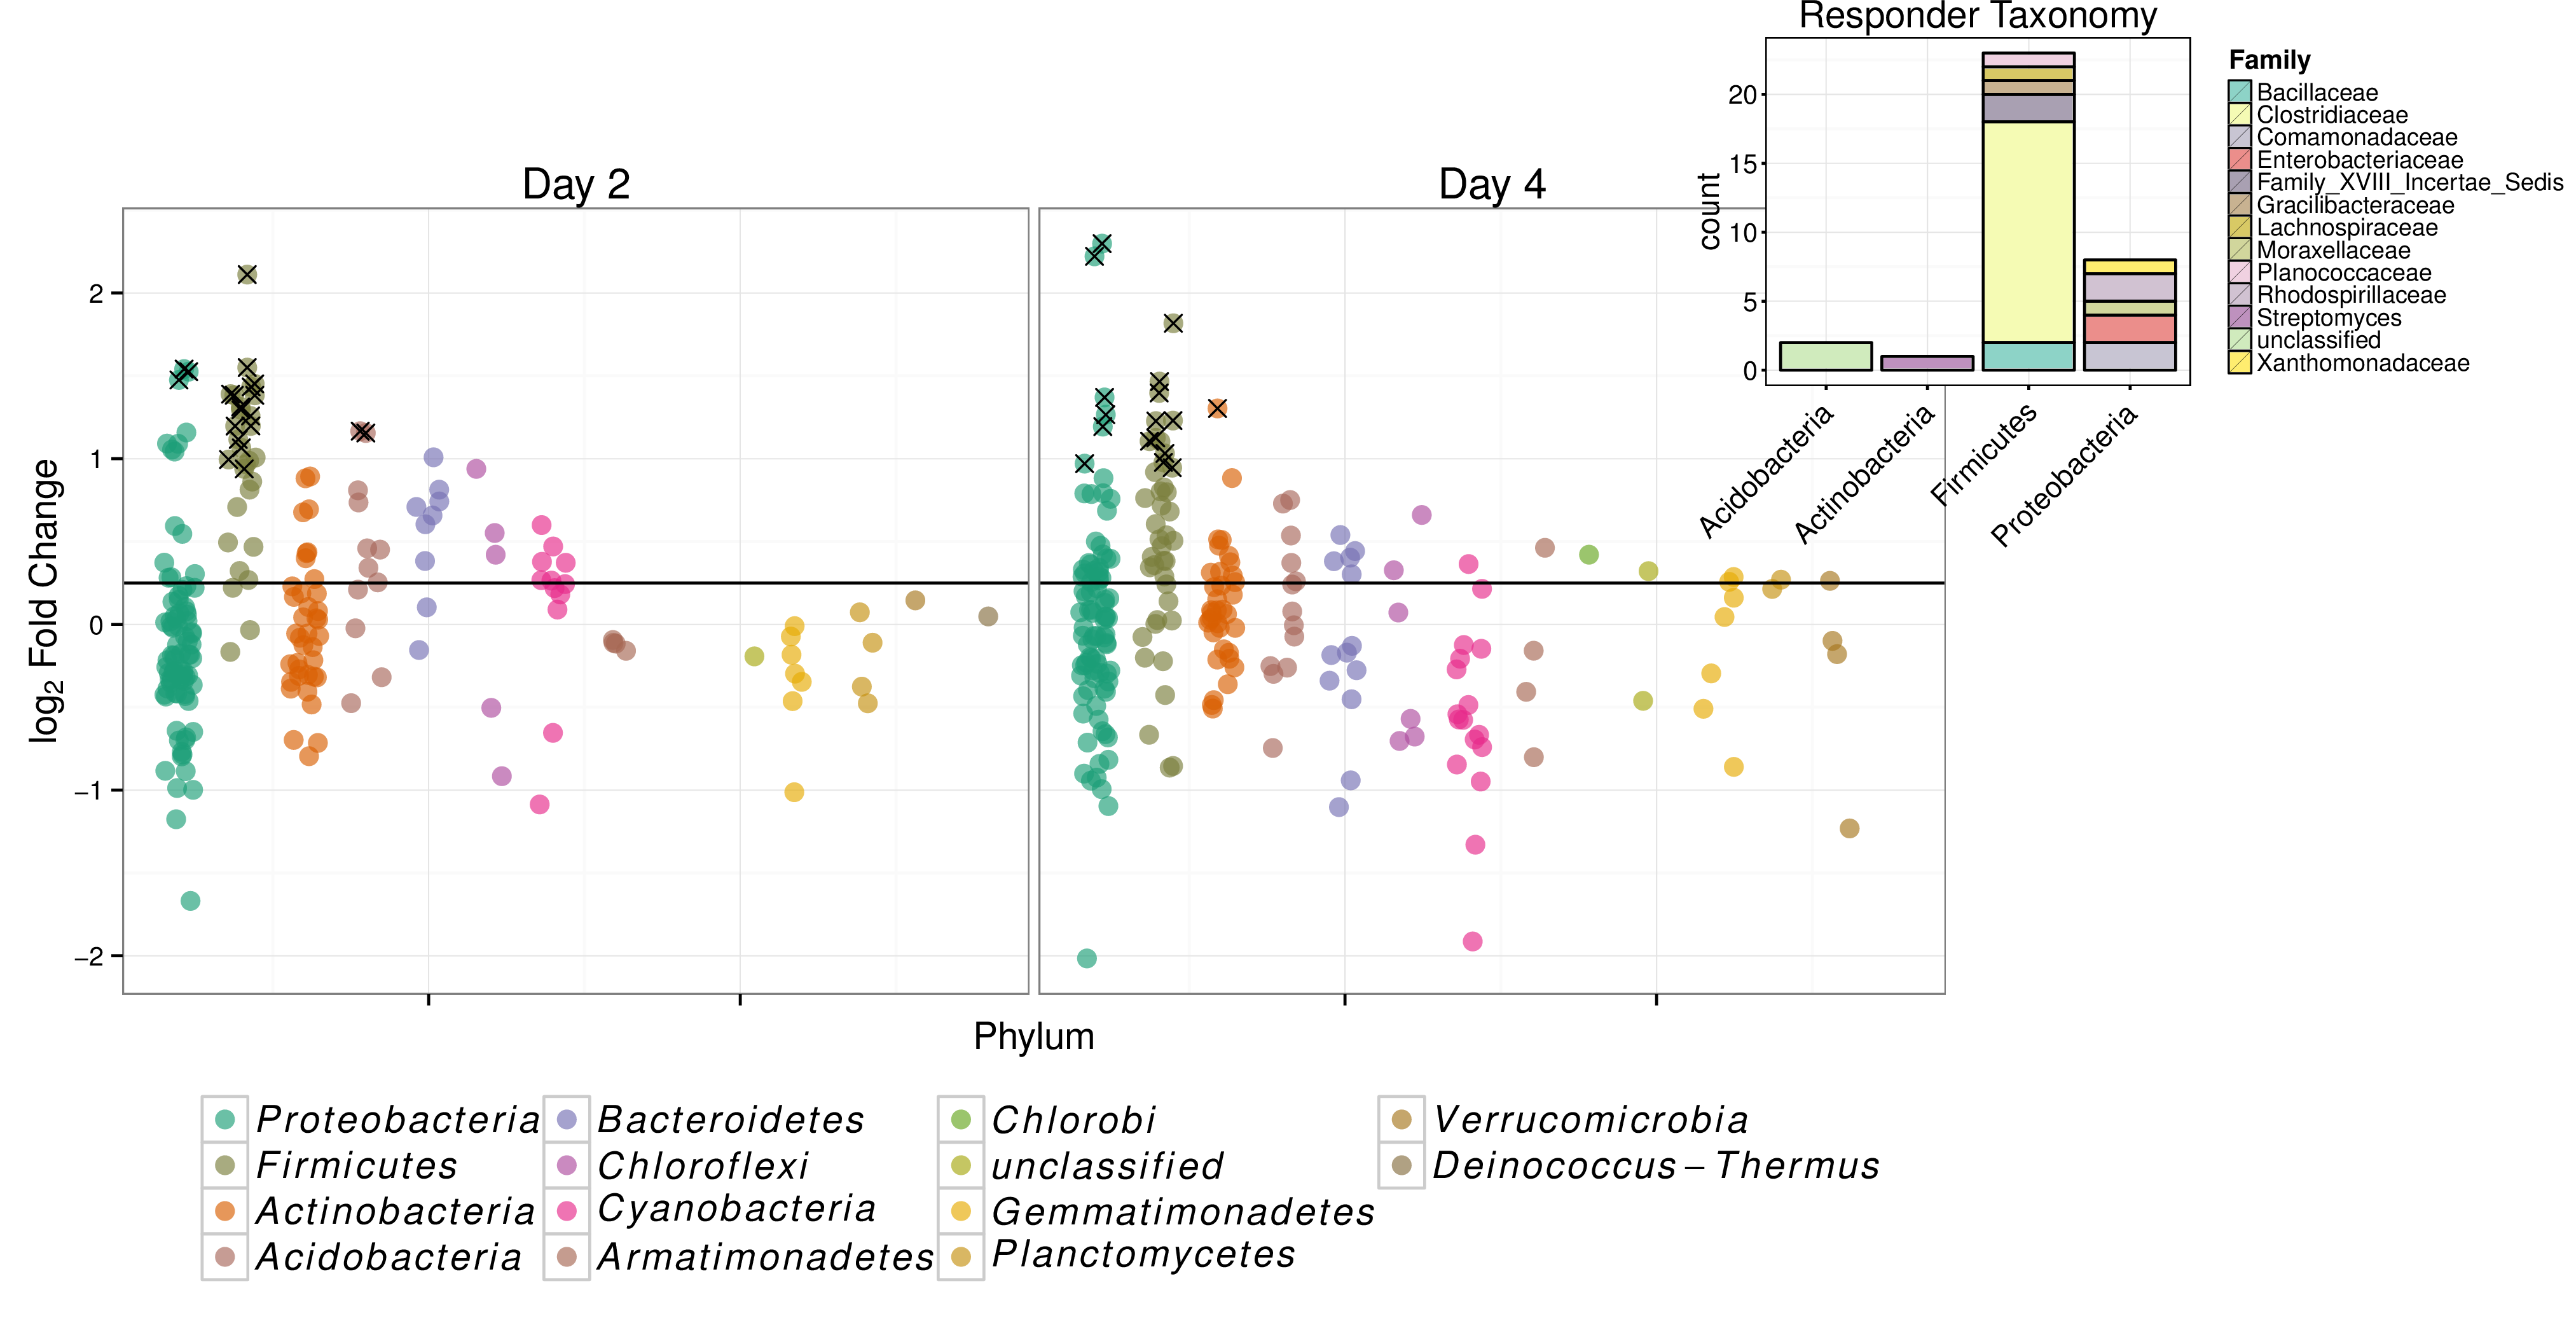 Responder Taxonomy
Family
Bacillaceae
Clostridiaceae
Comamonadaceae
Enterobacteriaceae
Family_XVIII_Incertae_Sedis
Gracilibacteraceae
Lachnospiraceae
Moraxellaceae
Planococcaceae
Rhodospirillaceae
Streptomyces
unclassified
Xanthomonadaceae
count
20
15
10
5
0
Acidobacteria
Actinobacteria
Firmicutes
Proteobacteria
Day 2
Day 4
log2 Fold Change
2
1
0
−1
−2
Phylum
Proteobacteria
Firmicutes
Actinobacteria
Acidobacteria
Bacteroidetes
Chloroflexi
Cyanobacteria
Armatimonadetes
Chlorobi
unclassified
Gemmatimonadetes
Planctomycetes
Verrucomicrobia
Deinococcus−Thermus